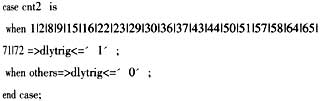 case cnt2 is
when 1|2|8|9|15|16|22|23|29|30|36|37|43|44|50|51|57|58|64|65|
71|72 =>dlytrig<=′ 1′ ;
when others=>dlytrig<=′ 0′ ;
end case;